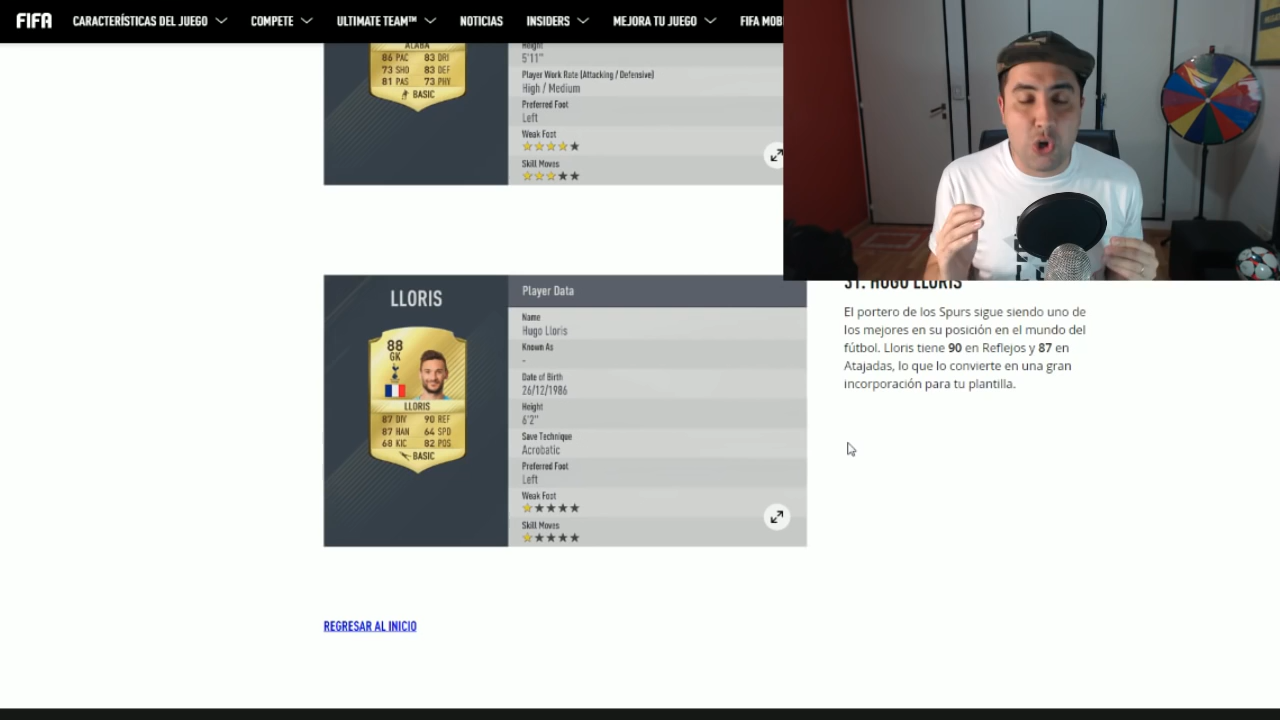 FIFA CARACTERÍSTICAS DEL JUEGO COMPETE ULTIMATE TEAM™ NOTICIAS INSIDERS MEJORA TU JUEGO FIFA MOB
ALABA
86 PAC 83 DRI
73 SHO 83 DEF
81 PAS 73 PHY
BASIC
Height
5'11"
Player Work Rate (Attacking / Defensive)
High / Medium
Preferred Foot
Left
Weak Foot
Skill Moves
LLORIS
88
GK
LLORIS
87 DIV 90 REF
87 HAN 64 SPD
68 KIC 82 POS
BASIC
Player Data
Name
Hugo Lloris
Known As
-
Date of Birth
26/12/1986
Height
6'2"
Save Technique
Acrobatic
Preferred Foot
Left
Weak Foot
Skill Moves
31. HUGO LLORIS
El portero de los Spurs sigue siendo uno de
los mejores en su posición en el mundo del
fútbol. Lloris tiene 90 en Reflejos y 87 en
Atajadas, lo que lo convierte en una gran
incorporación para tu plantilla.
REGRESAR AL INICIO